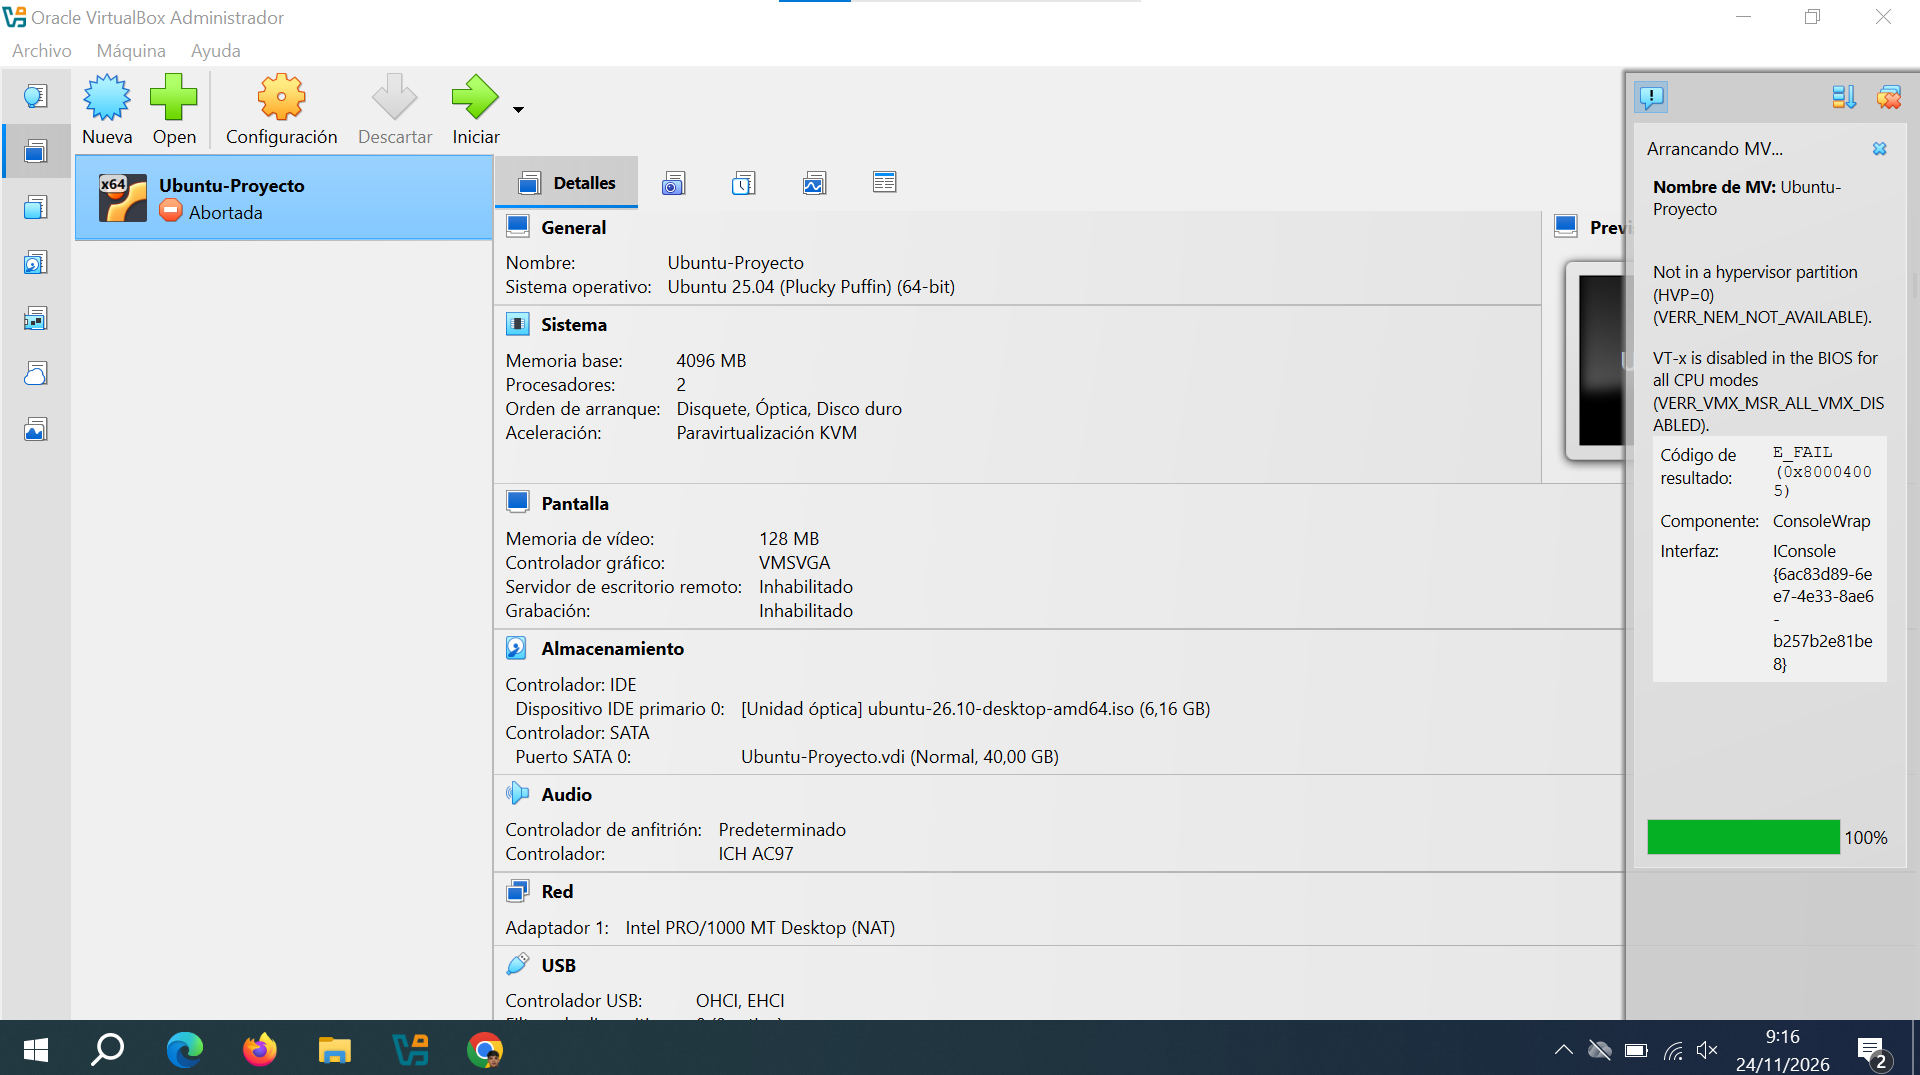 Oracle VirtualBox Administrador
Archivo Máquina Ayuda
Nueva Open Configuración Descartar Iniciar
x64
Ubuntu-Proyecto
Abortada
Detalles
General
Nombre: Ubuntu-Proyecto
Sistema operativo: Ubuntu 25.04 (Plucky Puffin) (64-bit)
Sistema
Memoria base: 4096 MB
Procesadores: 2
Orden de arranque: Disquete, Óptica, Disco duro
Aceleración: Paravirtualización KVM
Pantalla
Memoria de vídeo: 128 MB
Controlador gráfico: VMSVGA
Servidor de escritorio remoto: Inhabilitado
Grabación: Inhabilitado
Almacenamiento
Controlador: IDE
Dispositivo IDE primario 0: [Unidad óptica] ubuntu-26.10-desktop-amd64.iso (6,16 GB)
Controlador: SATA
Puerto SATA 0: Ubuntu-Proyecto.vdi (Normal, 40,00 GB)
Audio
Controlador de anfitrión: Predeterminado
Controlador: ICH AC97
Red
Adaptador 1: Intel PRO/1000 MT Desktop (NAT)
USB
Controlador USB: OHCI, EHCI
Previ
Arrancando MV...
Nombre de MV: Ubuntu-
Proyecto
Not in a hypervisor partition
(HVP=0)
(VERR_NEM_NOT_AVAILABLE).
VT-x is disabled in the BIOS for
all CPU modes
(VERR_VMX_MSR_ALL_VMX_DIS
ABLED).
Código de
resultado:
E_FAIL
(0x8000400
5)
Componente: ConsoleWrap
Interfaz: IConsole
{6ac83d89-6e
e7-4e33-8ae6
-
b257b2e81be
8}
100%
9:16
24/11/2026
2